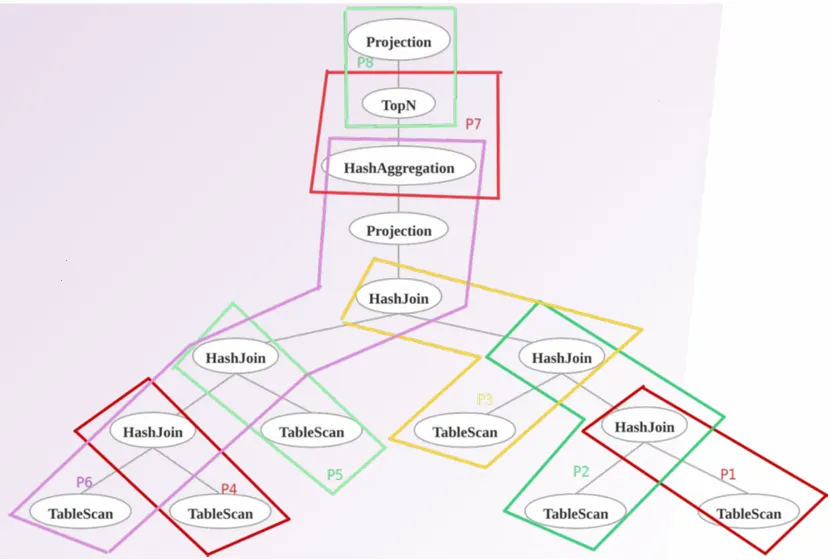 Projection
P8
TopN
P7
HashAggregation
Projection
HashJoin
HashJoin
HashJoin
P3
HashJoin
TableScan
TableScan
HashJoin
P6
P4
P5
P2
P1
TableScan
TableScan
TableScan
TableScan